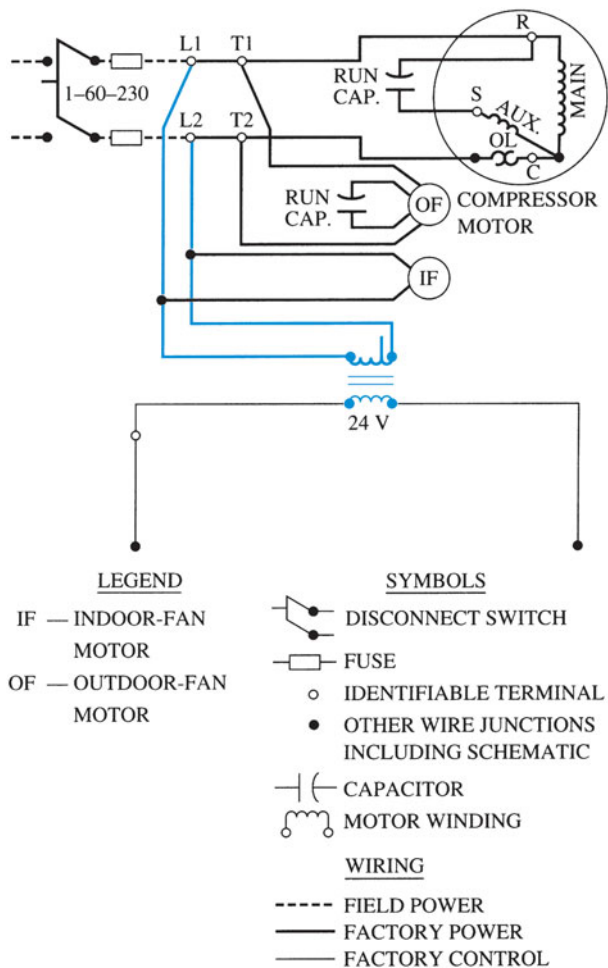 L1 T1 R
RUN CAP.
S AUX. MAIN
1–60–230
L2 T2 OL C
COMPRESSOR MOTOR
RUN CAP.
OF
IF
24 V
LEGEND
IF — INDOOR-FAN
MOTOR
OF — OUTDOOR-FAN
MOTOR
SYMBOLS
DISCONNECT SWITCH
FUSE
IDENTIFIABLE TERMINAL
OTHER WIRE JUNCTIONS
INCLUDING SCHEMATIC
CAPACITOR
MOTOR WINDING
WIRING
FIELD POWER
FACTORY POWER
FACTORY CONTROL